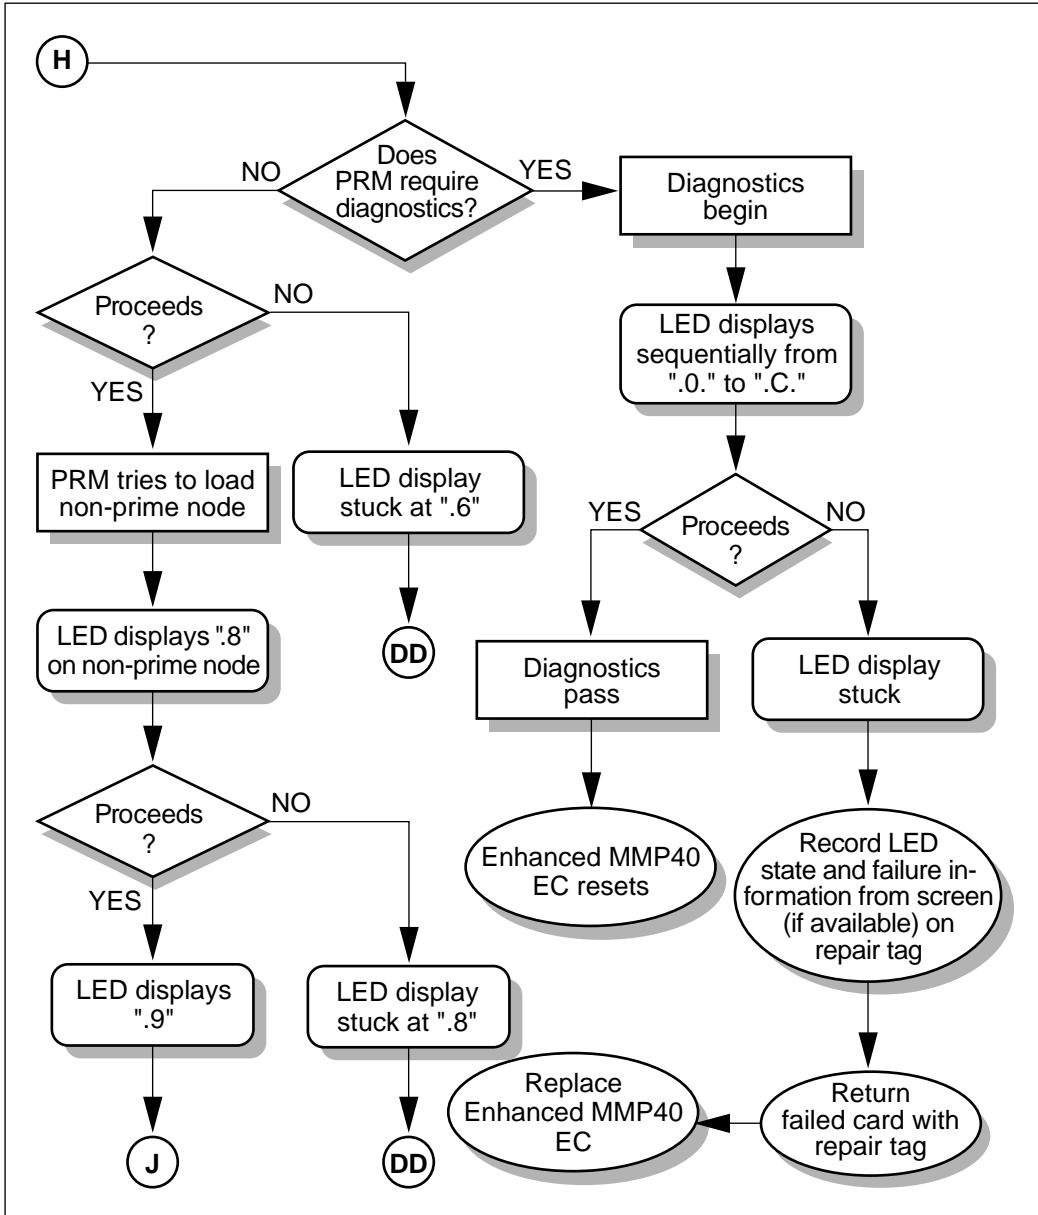 H
Does
PRM require
diagnostics?
NO
YES
Diagnostics
begin
Proceeds
?
NO
YES
LED displays
sequentially from
".0." to ".C."
PRM tries to load
non-prime node
LED display
stuck at ".6"
DD
Proceeds
?
YES
NO
LED displays ".8"
on non-prime node
Diagnostics
pass
LED display
stuck
Proceeds
?
NO
YES
Enhanced MMP40
EC resets
Record LED
state and failure in-
formation from screen
(if available) on
repair tag
LED displays
".9"
LED display
stuck at ".8"
J
DD
Return
failed card with
repair tag
Replace
Enhanced MMP40
EC